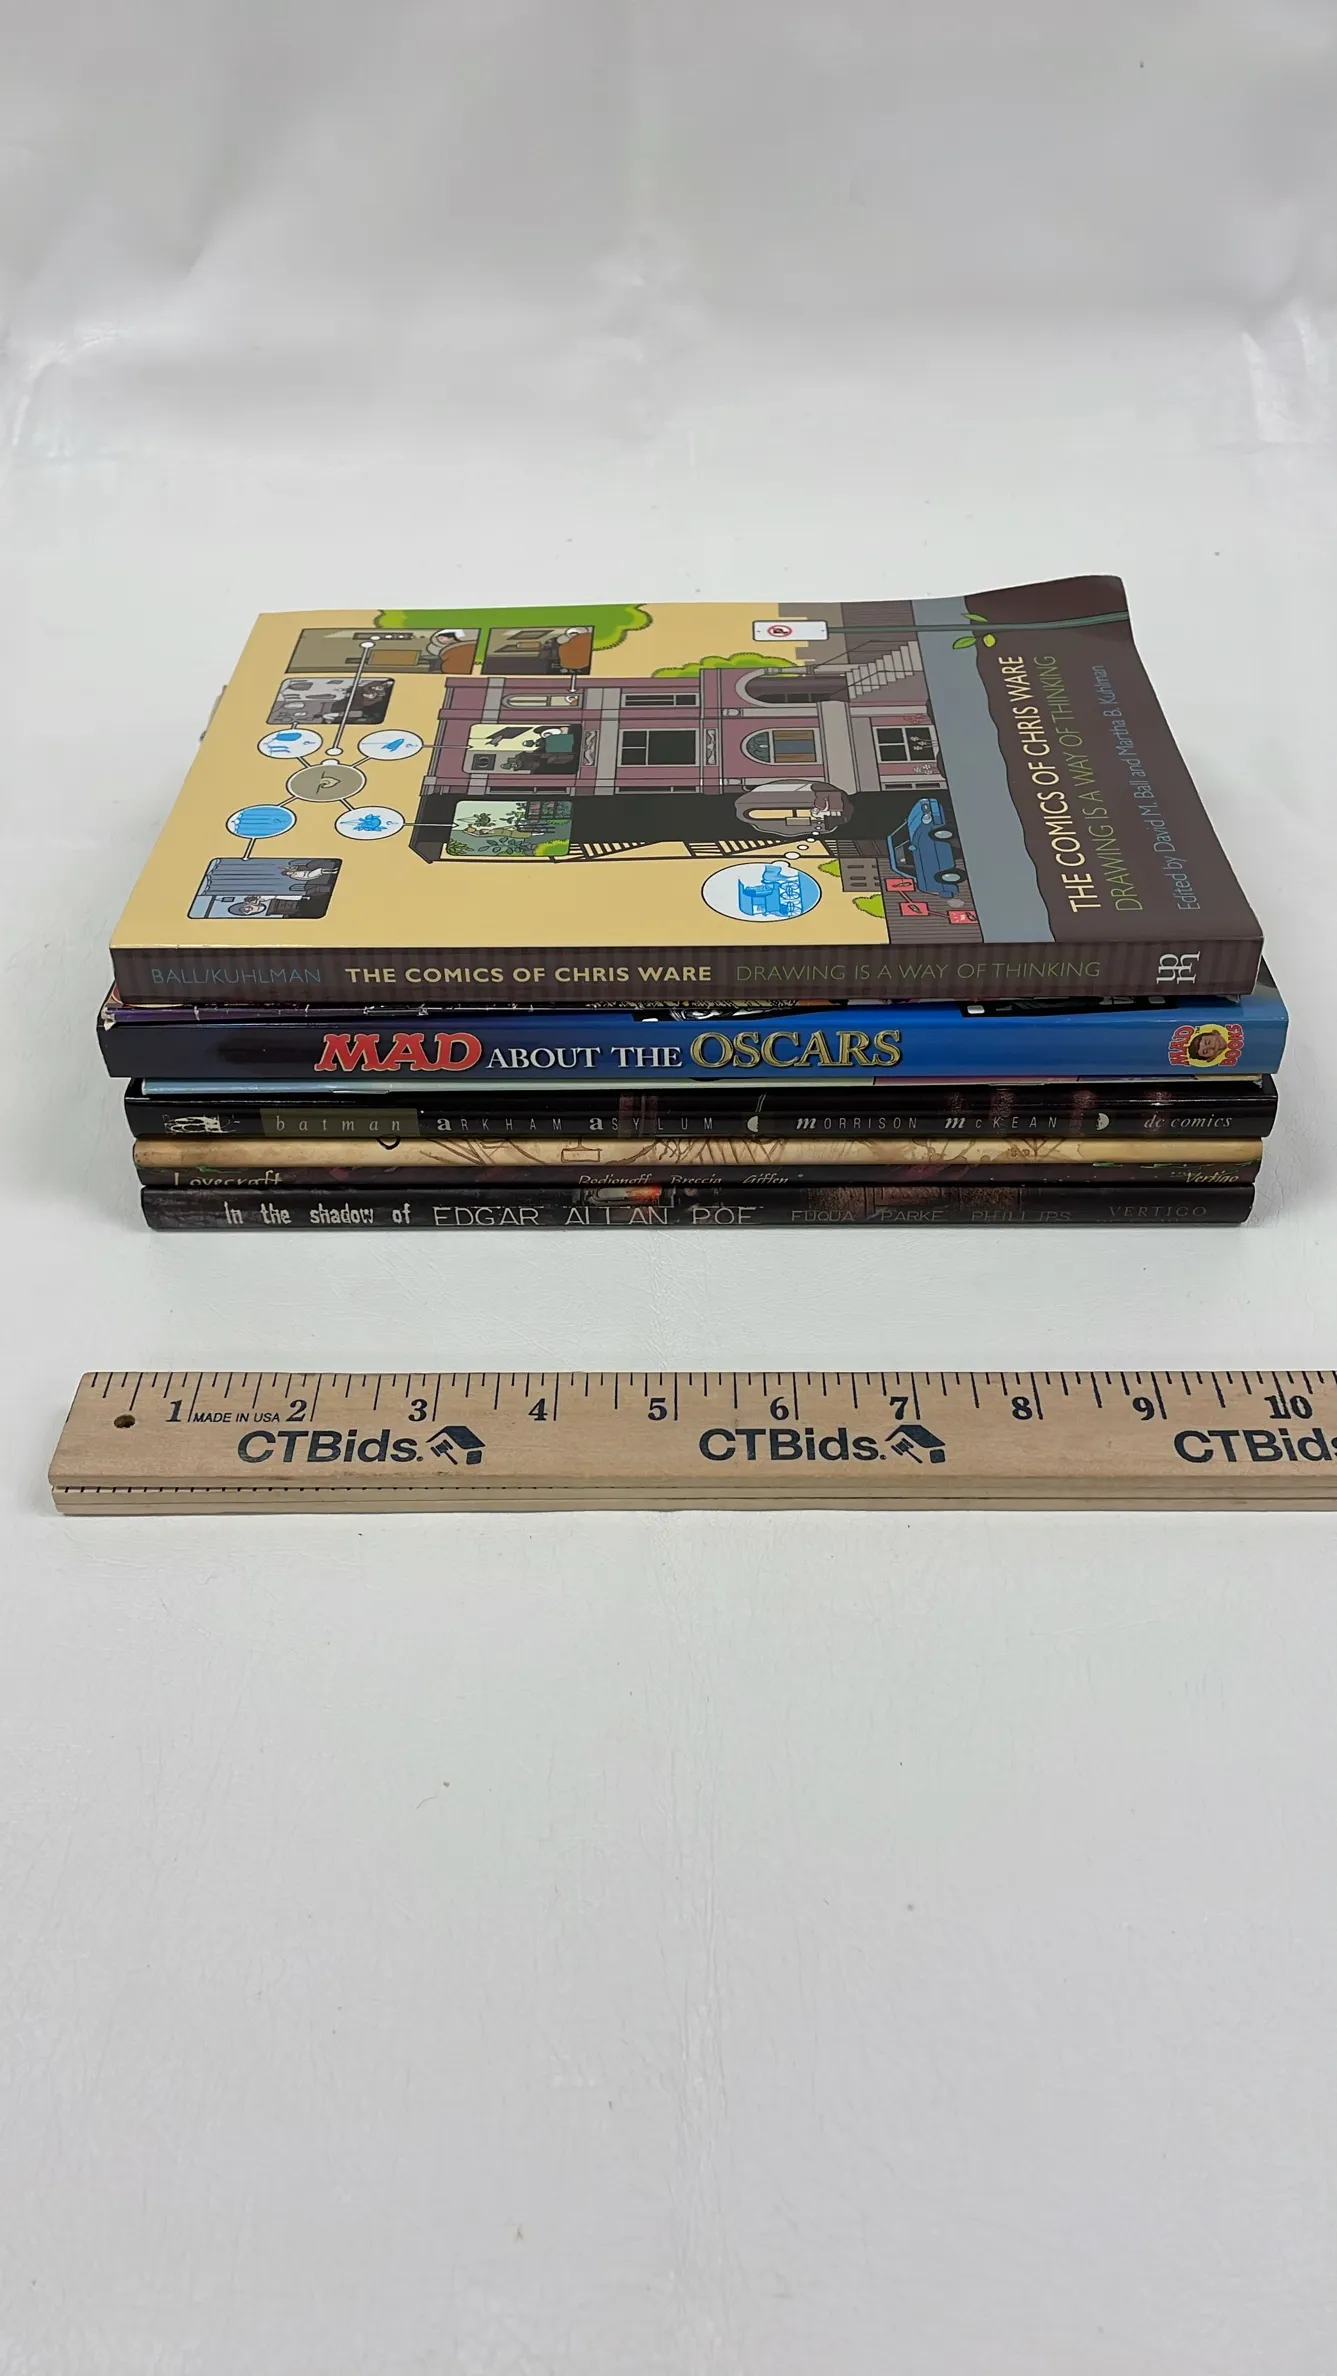 THE COMICS OF CHRIS WARE
DRAWING IS A WAY OF THINKING
Edited by David M. Ball and Martha B. Kuhlman
BALL/KUHLMAN THE COMICS OF CHRIS WARE DRAWING IS A WAY OF THINKING
MAD ABOUT THE OSCARS MAD BOOKS
batman ARKHAM ASYLUM MORRISON McKEAN dc comics
Lovecraft Rodionoff Breccia Giffen Vertigo
In the shadow of EDGAR ALLAN POE FUQUA PARKE PHILLIPS VERTIGO
1 MADE IN USA 2 3 4 5 6 7 8 9 10
CTBids. CTBids. CTBids